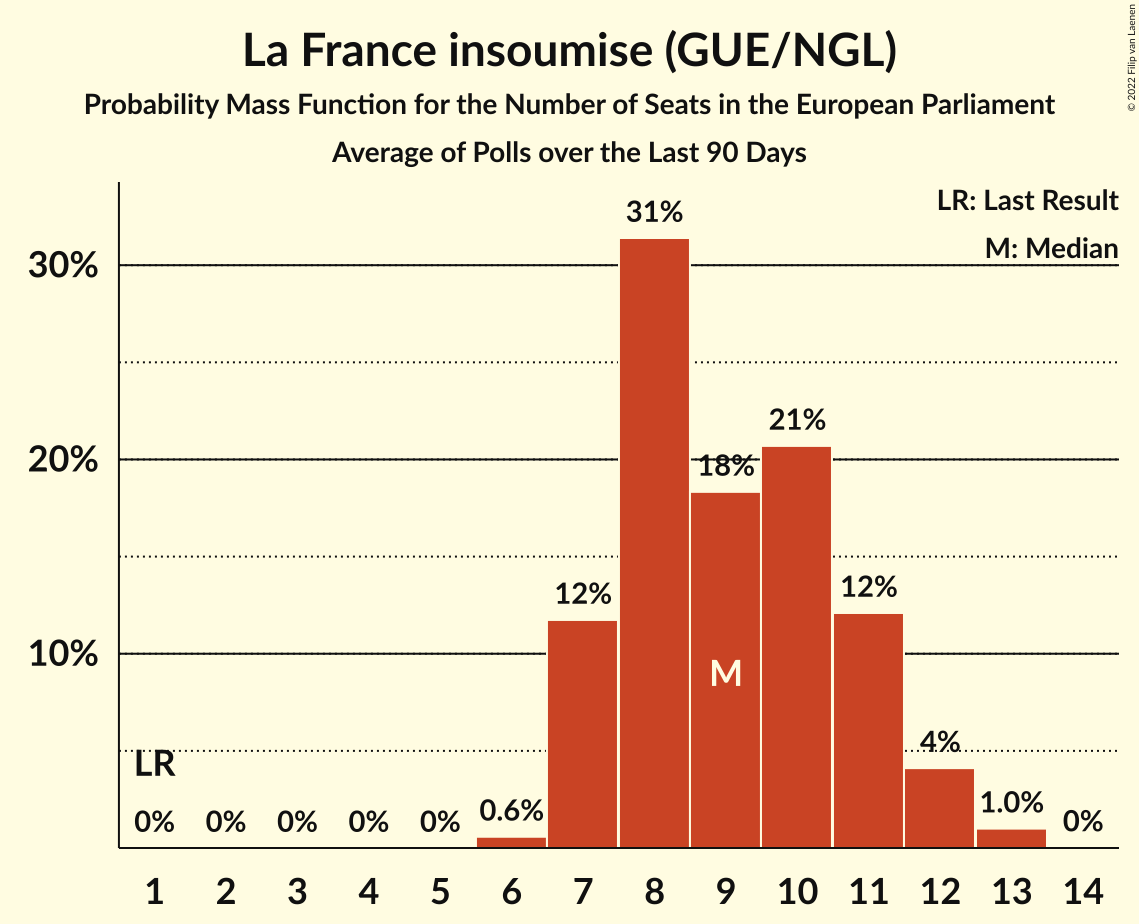 La France insoumise (GUE/NGL)
Probability Mass Function for the Number of Seats in the European Parliament
Average of Polls over the Last 90 Days
© 2022 Filip van Laenen
LR: Last Result
M: Median
31%
30%
21%
20%
18%
12%
12%
10%
M
4%
LR
0%
0%
0%
0%
0%
0.6%
1.0%
0%
1 2 3 4 5 6 7 8 9 10 11 12 13 14